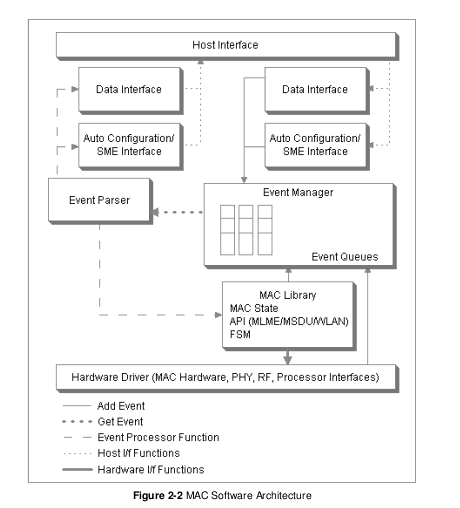 Host Interface
Data Interface
Data Interface
Auto Configuration/
SME Interface
Auto Configuration/
SME Interface
Event Parser
Event Manager
Event Queues
MAC Library
MAC State
API (MLME/MSDU/WLAN)
FSM
Hardware Driver (MAC Hardware, PHY, RF, Processor Interfaces)
Add Event
Get Event
Event Processor Function
Host I/f Functions
Hardware I/f Functions
Figure 2-2 MAC Software Architecture